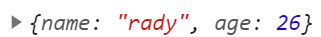 ▶ {name: "rady", age: 26}